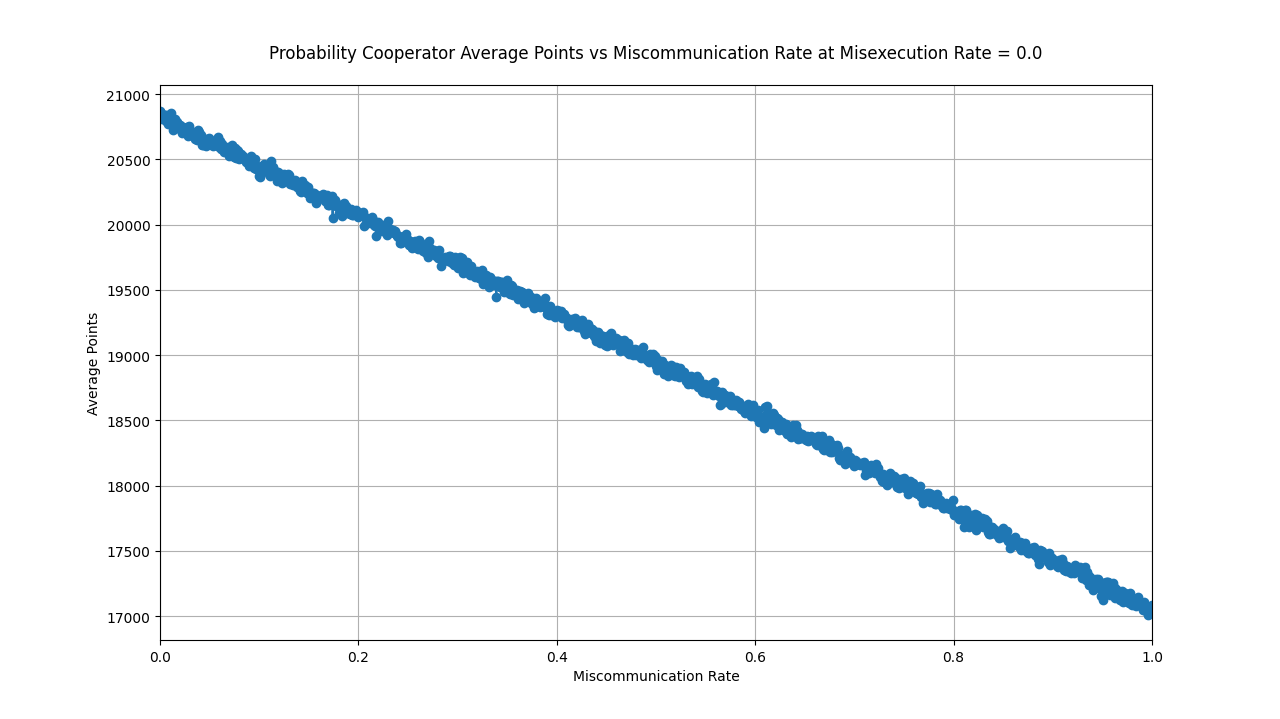 Probability Cooperator Average Points vs Miscommunication Rate at Misexecution Rate = 0.0
21000
20500
20000
19500
19000
18500
18000
17500
17000
Average Points
0.0 0.2 0.4 0.6 0.8 1.0
Miscommunication Rate